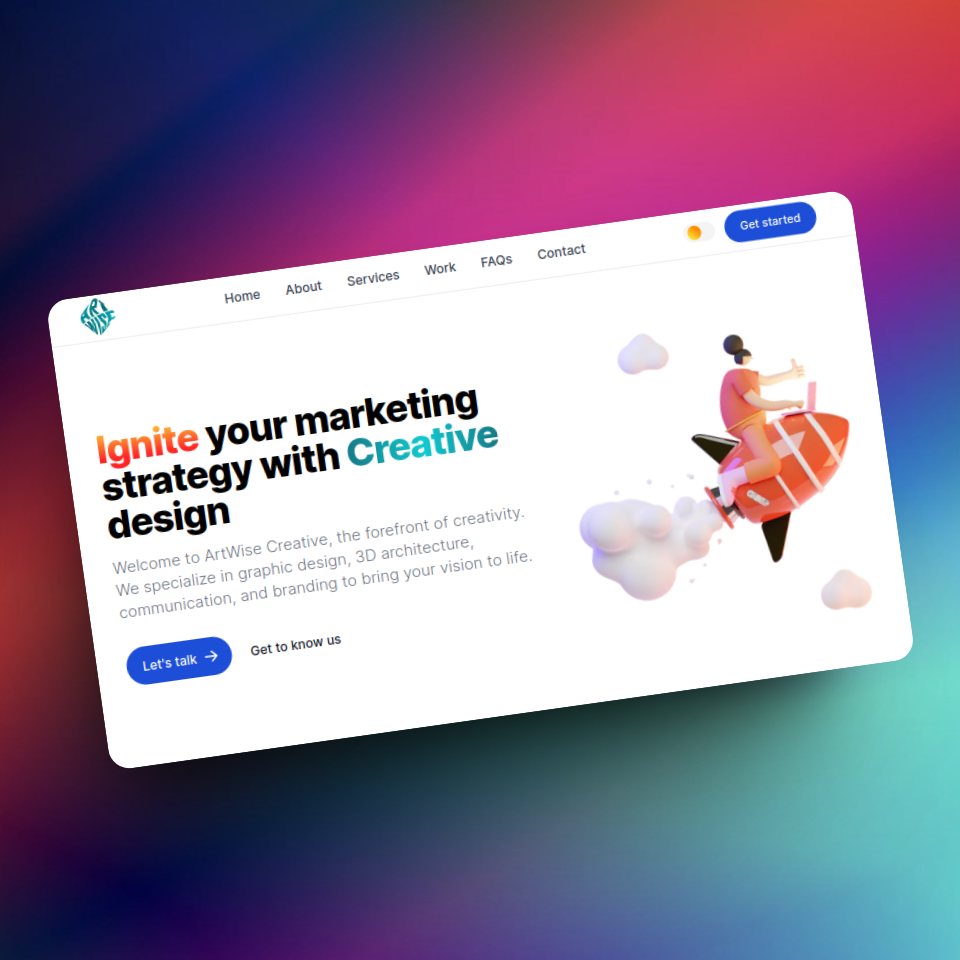 ART WISE
Home About Services Work FAQs Contact
Get started
Ignite your marketing
strategy with Creative
design
Welcome to ArtWise Creative, the forefront of creativity.
We specialize in graphic design, 3D architecture,
communication, and branding to bring your vision to life.
Let's talk →
Get to know us